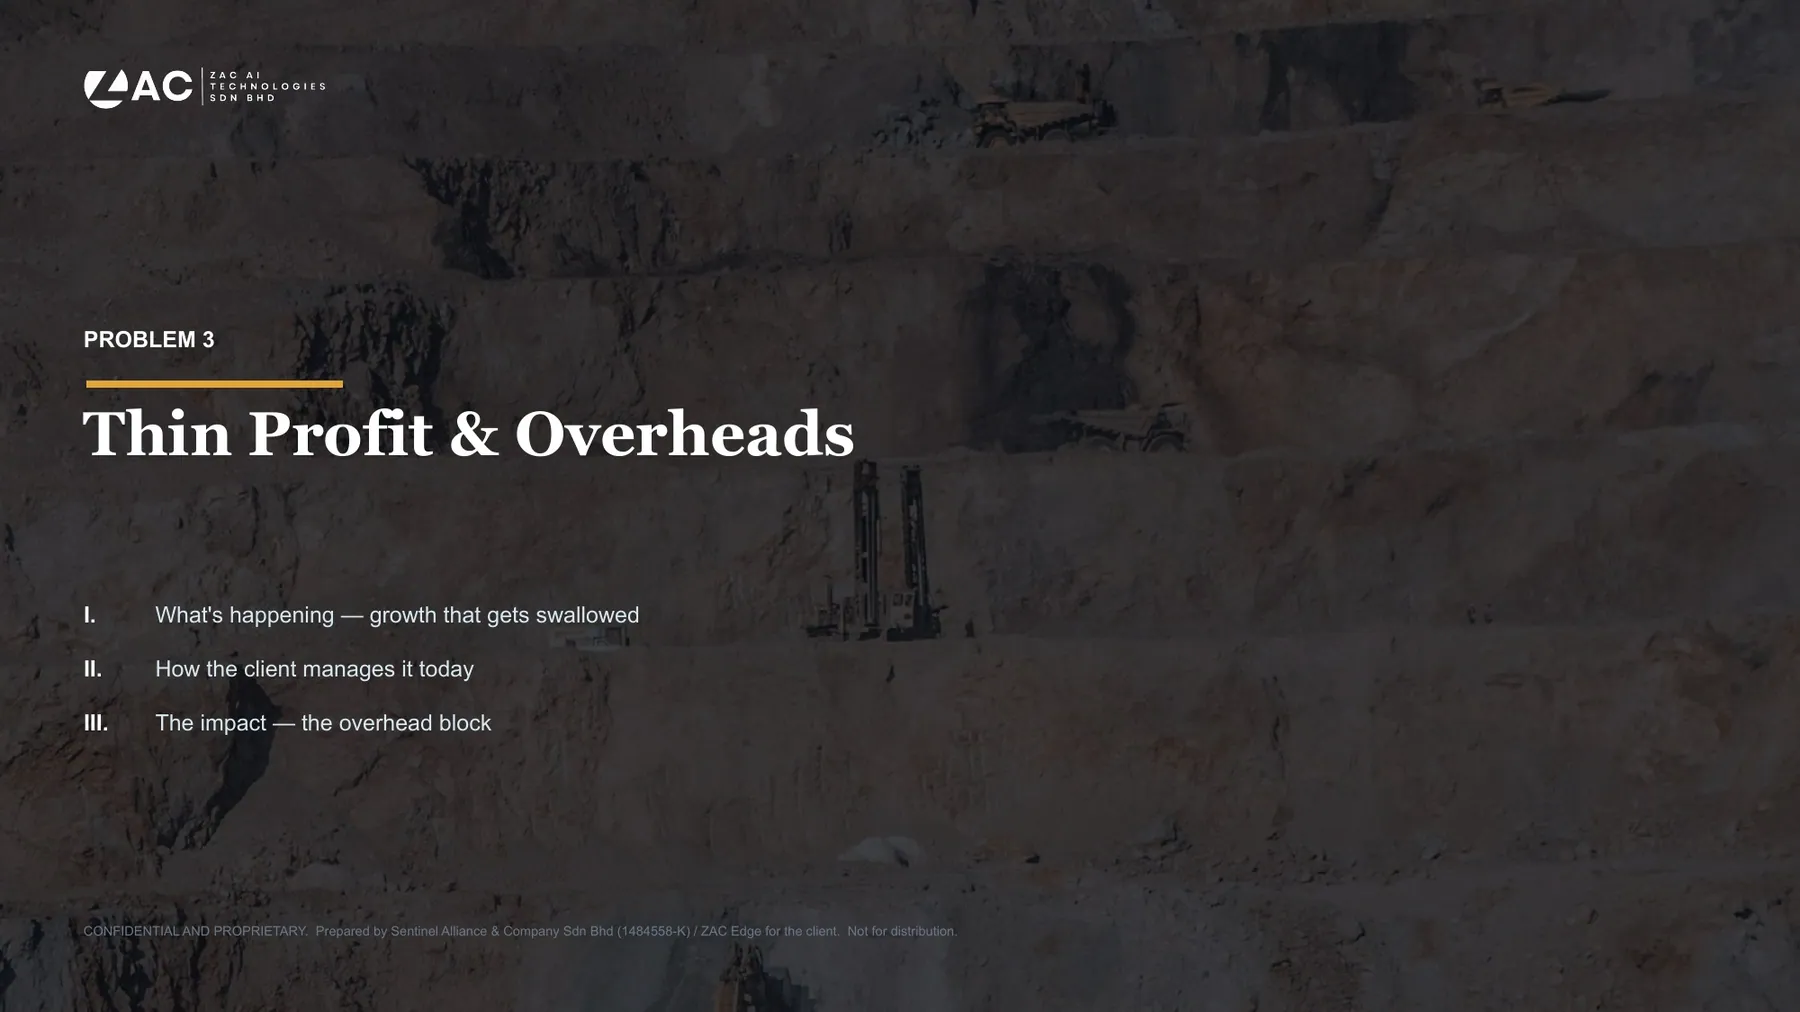 ZAC
ZAC AI
TECHNOLOGIES
SDN BHD
PROBLEM 3
Thin Profit & Overheads
I. What's happening — growth that gets swallowed
II. How the client manages it today
III. The impact — the overhead block
CONFIDENTIAL AND PROPRIETARY. Prepared by Sentinel Alliance & Company Sdn Bhd (1484558-K) / ZAC Edge for the client. Not for distribution.